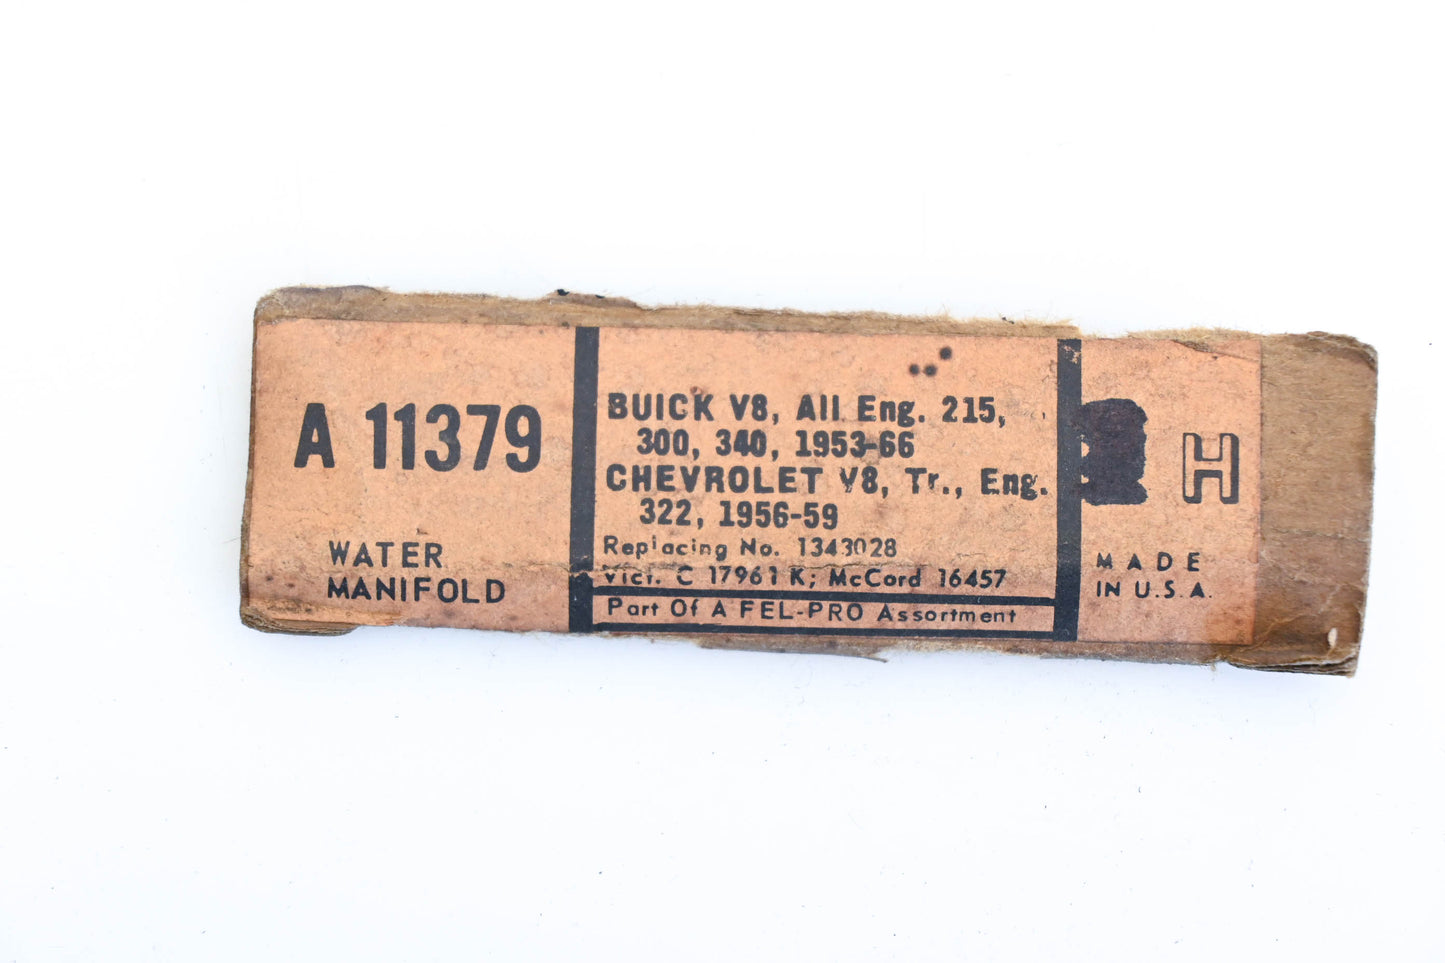 A 11379
WATER
MANIFOLD
BUICK V8, All Eng. 215,
300, 340, 1953-66
CHEVROLET V8, Tr., Eng.
322, 1956-59
Replacing No. 1343028
Vict. C 17961 K; McCord 16457
Part Of A FEL-PRO Assortment
H
MADE
IN U.S.A.